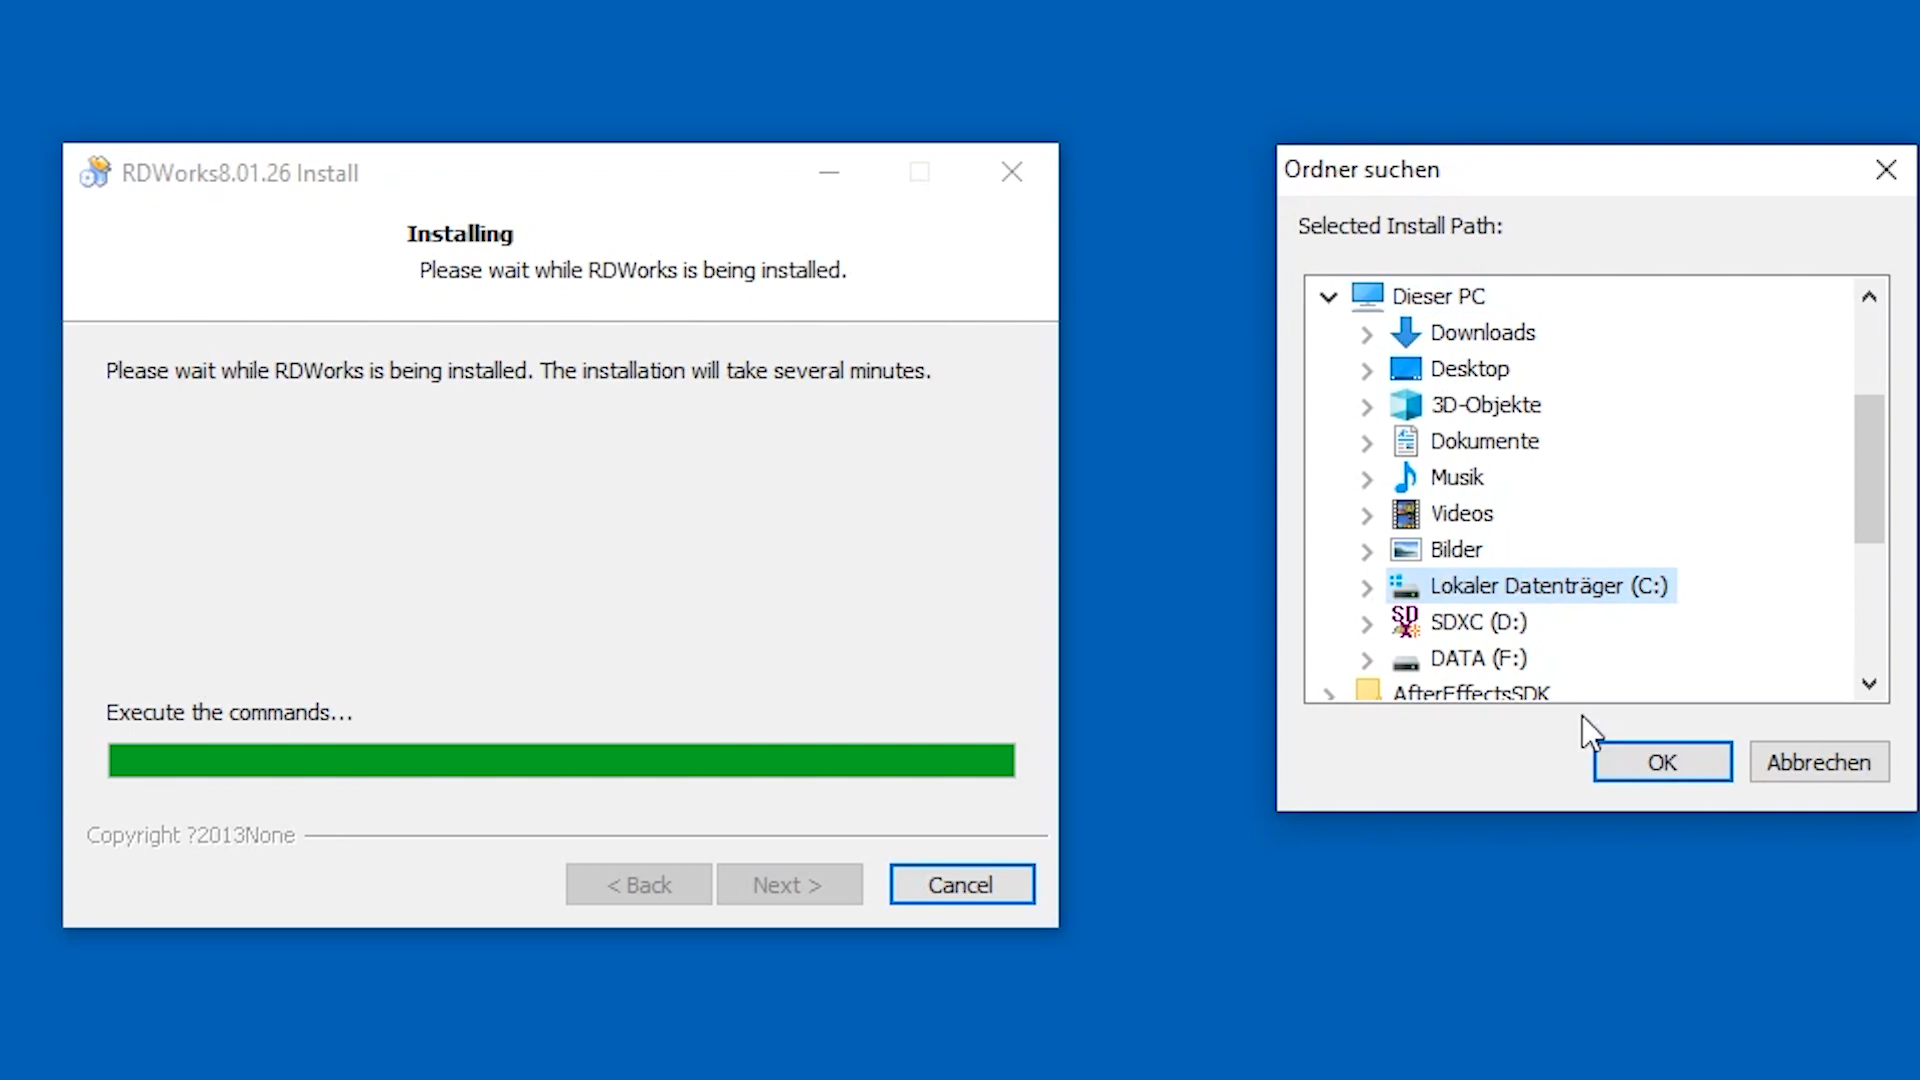 RDWorks8.01.26 Install
Installing
Please wait while RDWorks is being installed.
Please wait while RDWorks is being installed. The installation will take several minutes.
Execute the commands...
Copyright ?2013None
< Back
Next >
Cancel
Ordner suchen
Selected Install Path:
Dieser PC
Downloads
Desktop
3D-Objekte
Dokumente
Musik
Videos
Bilder
Lokaler Datenträger (C:)
SD
SDXC (D:)
DATA (F:)
AfterEffectsSDK
OK
Abbrechen